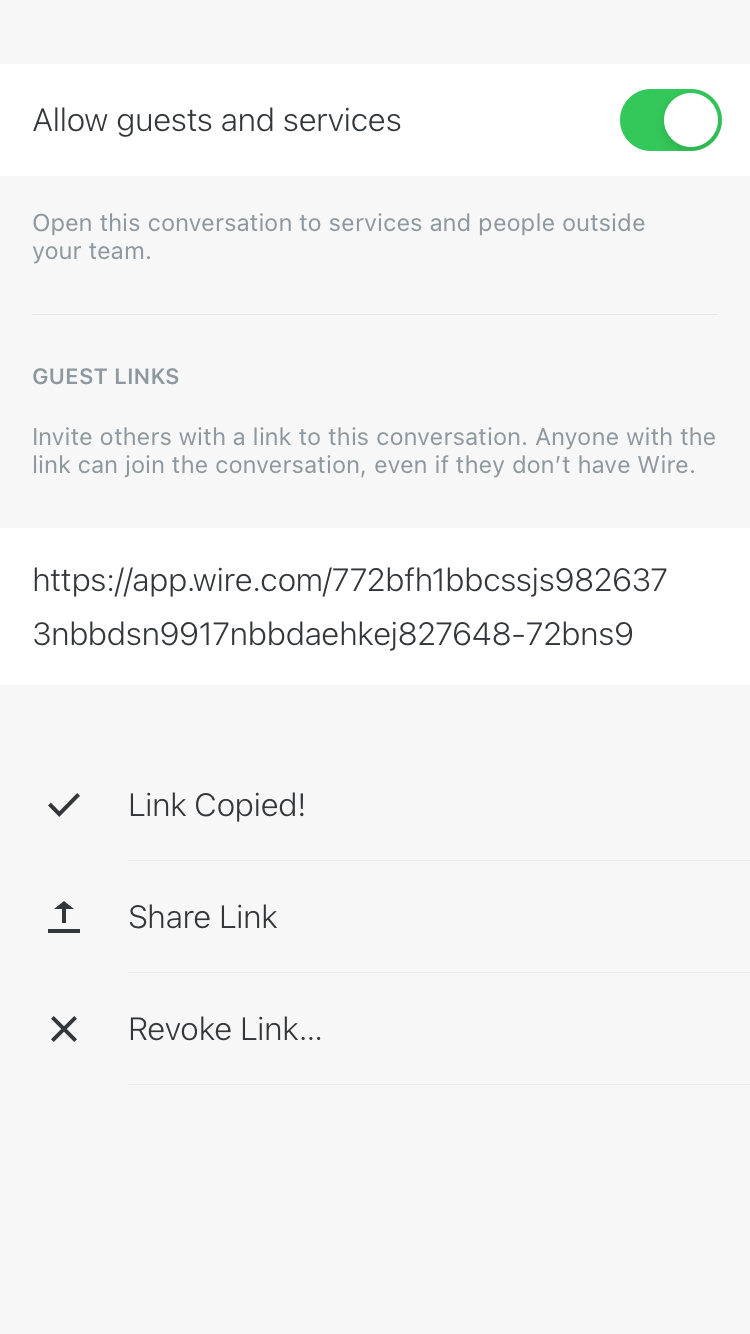 Allow guests and services
Open this conversation to services and people outside
your team.
GUEST LINKS
Invite others with a link to this conversation. Anyone with the
link can join the conversation, even if they don’t have Wire.
https://app.wire.com/772bfh1bbcssjs982637
3nbbdsn9917nbbdaehkej827648-72bns9
Link Copied!
Share Link
Revoke Link...